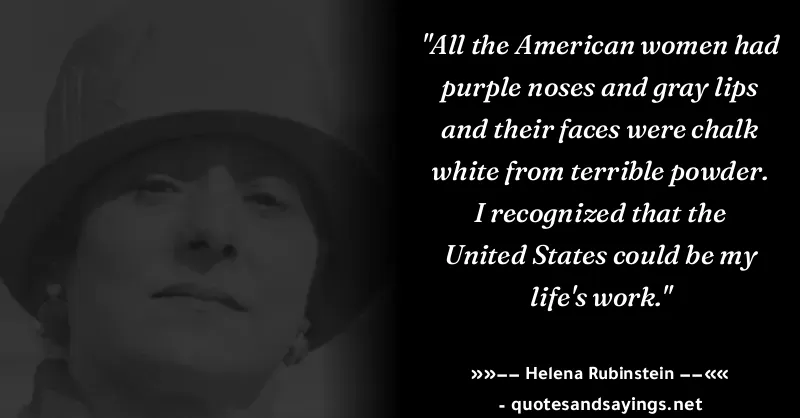 "All the American women had
purple noses and gray lips
and their faces were chalk
white from terrible powder.
I recognized that the
United States could be my
life's work."
»»–– Helena Rubinstein ––««
- quotesandsayings.net